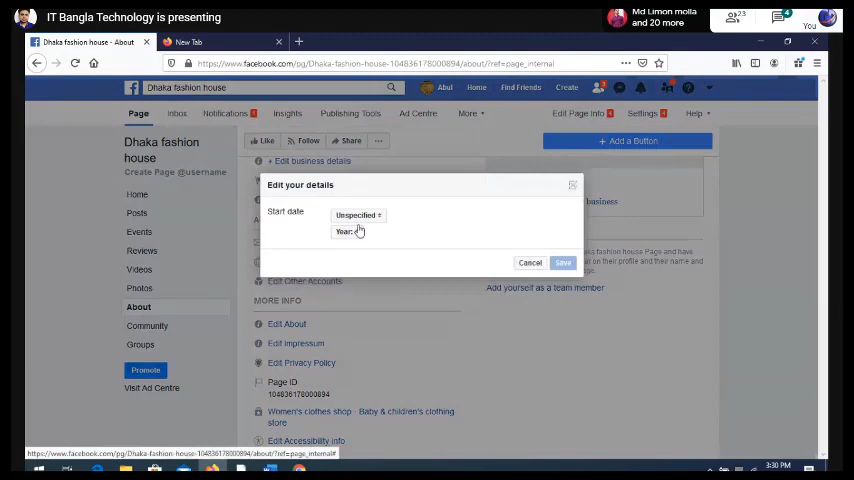 IT Bangla Technology is presenting
Md Limon molla
and 20 more
23
4
You
Dhaka fashion house - About
New Tab
https://www.facebook.com/pg/Dhaka-fashion-house-104836178000894/about/?ref=page_internal
Dhaka fashion house
Abul
Home
Find Friends
Create
3
Page
Inbox
Notifications 1
Insights
Publishing Tools
Ad Centre
More
Edit Page Info 4
Settings 4
Help
Dhaka fashion
house
Create Page @username
Like
Follow
Share
+ Add a Button
+ Edit business details
business
Edit your details
Start date
Unspecified
Year:
Cancel
Save
fashion house Page and have
on their profile and their name and
Add yourself as a team member
Home
Posts
Events
Reviews
Videos
Photos
About
Community
Groups
Promote
Visit Ad Centre
Edit Other Accounts
MORE INFO
Edit About
Edit Impressum
Edit Privacy Policy
Page ID
104836178000894
Women's clothes shop · Baby & children's clothing
store
Edit Accessibility info
https://www.facebook.com/pg/Dhaka-fashion-house-104836178000894/about/?ref=page_internal#
3:30 PM